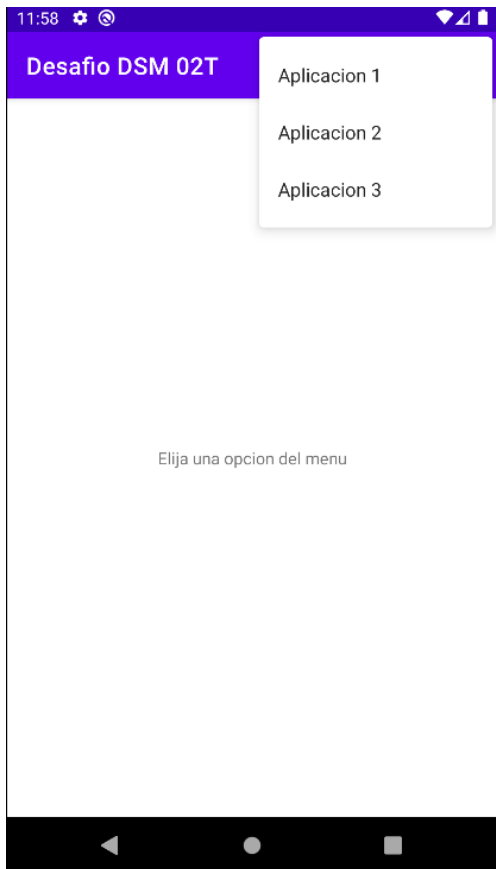 11:58
Desafio DSM 02T
Aplicacion 1
Aplicacion 2
Aplicacion 3
Elija una opcion del menu